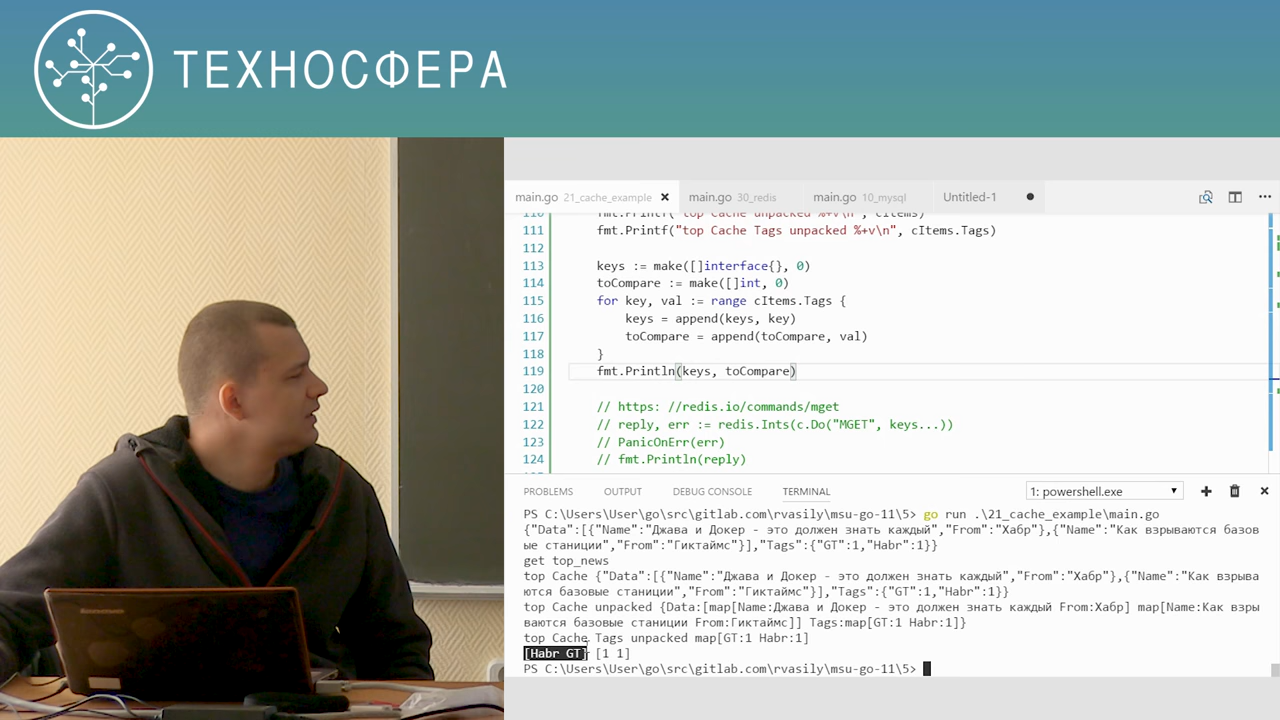 ТЕХНОСФЕРА
main.go 21_cache_example main.go 30_redis main.go 10_mysql Untitled-1
110 fmt.Printf("top Cache unpacked %+v\n", cItems)
111 fmt.Printf("top Cache Tags unpacked %+v\n", cItems.Tags)
112
113 keys := make([]interface{}, 0)
114 toCompare := make([]int, 0)
115 for key, val := range cItems.Tags {
116 keys = append(keys, key)
117 toCompare = append(toCompare, val)
118 }
119 fmt.Println(keys, toCompare)
120
121 // https: //redis.io/commands/mget
122 // reply, err := redis.Ints(c.Do("MGET", keys...))
123 // PanicOnErr(err)
124 // fmt.Println(reply)
PROBLEMS OUTPUT DEBUG CONSOLE TERMINAL 1: powershell.exe
PS C:\Users\User\go\src\gitlab.com\rvasily\msu-go-11\5> go run .\21_cache_example\main.go
{"Data":[{"Name":"Джава и Докер - это должен знать каждый","From":"Хабр"},{"Name":"Как взрываются базов
ые станции","From":"Гиктаймс"}],"Tags":{"GT":1,"Habr":1}}
get top_news
top Cache {"Data":[{"Name":"Джава и Докер - это должен знать каждый","From":"Хабр"},{"Name":"Как взрыва
ются базовые станции","From":"Гиктаймс"}],"Tags":{"GT":1,"Habr":1}}
top Cache unpacked {Data:[map[Name:Джава и Докер - это должен знать каждый From:Хабр] map[Name:Как взры
ваются базовые станции From:Гиктаймс]] Tags:map[GT:1 Habr:1]}
top Cache Tags unpacked map[GT:1 Habr:1]
[Habr GT] [1 1]
PS C:\Users\User\go\src\gitlab.com\rvasily\msu-go-11\5>